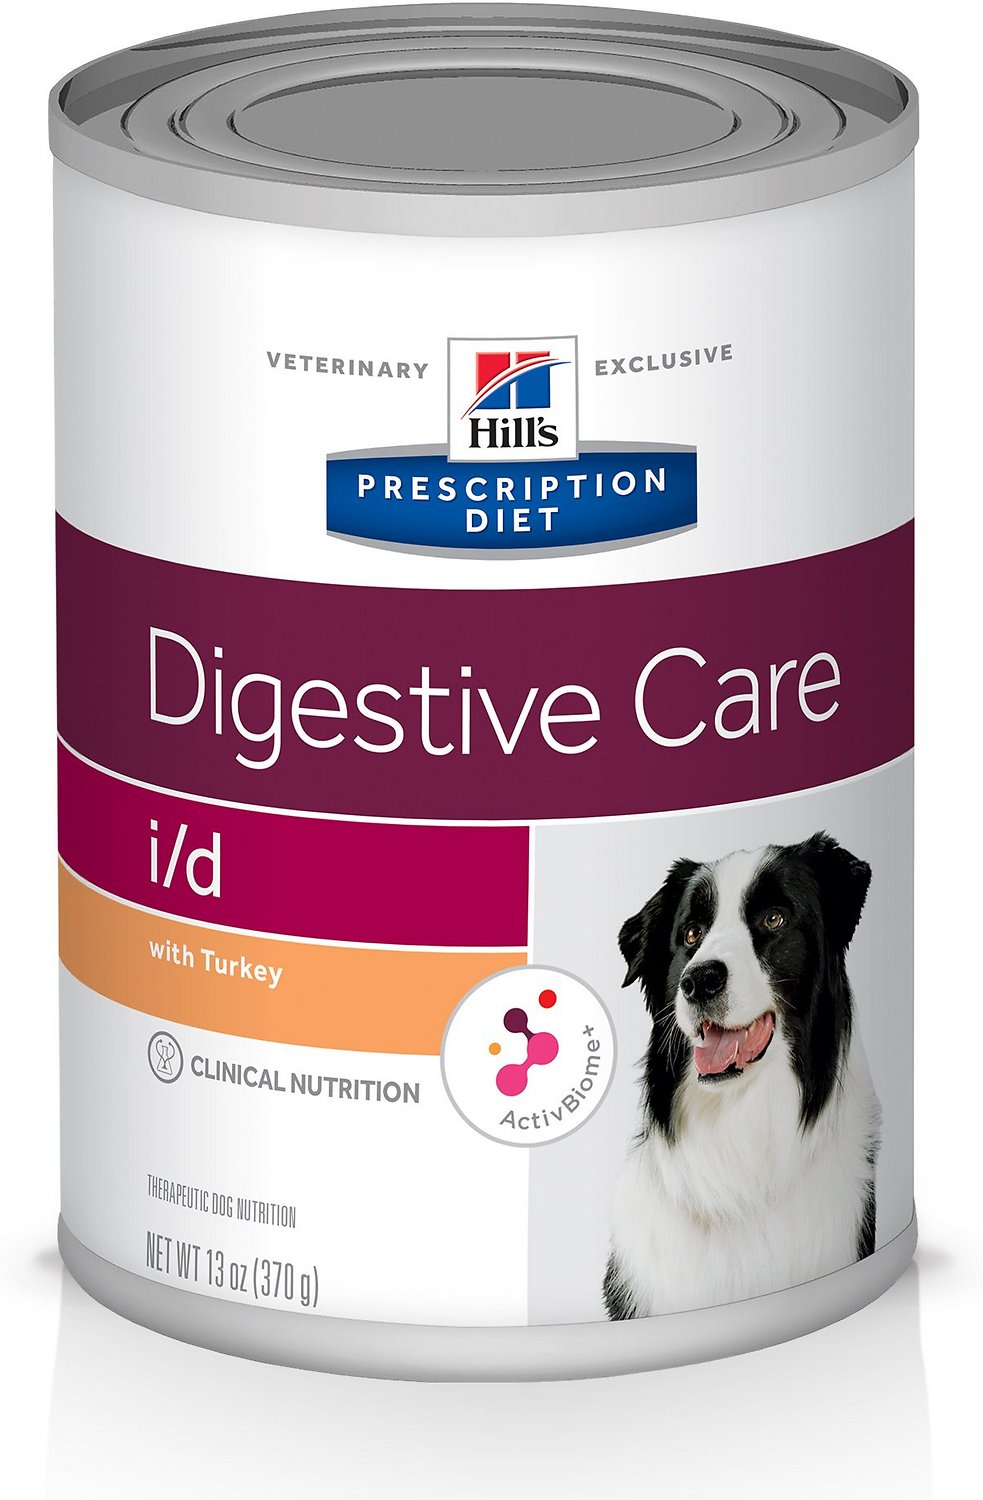 VETERINARY EXCLUSIVE
Hill's
PRESCRIPTION
DIET
Digestive Care
i/d
with Turkey
CLINICAL NUTRITION
ActivBiome+
THERAPEUTIC DOG NUTRITION
NET WT 13 oz (370 g)